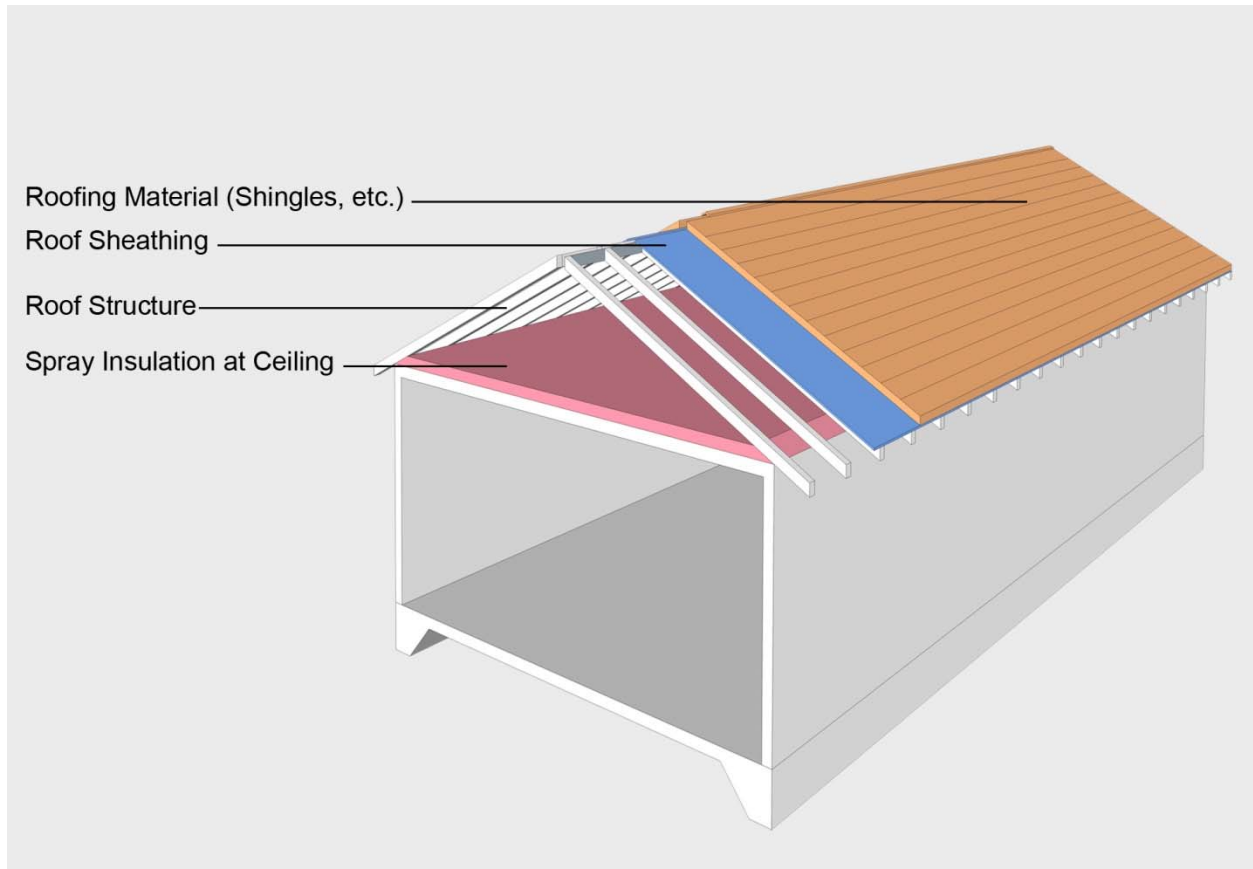 Roofing Material (Shingles, etc.)
Roof Sheathing
Roof Structure
Spray Insulation at Ceiling